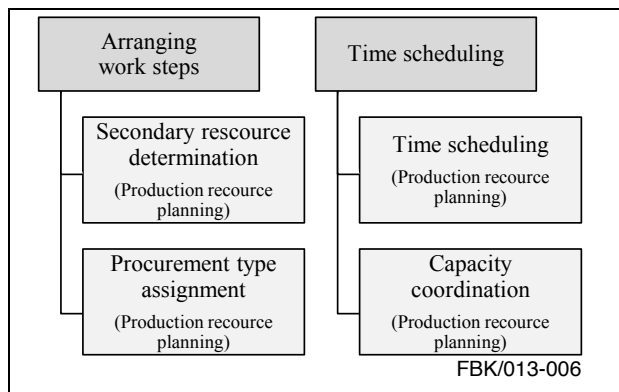 Arranging
work steps
Secondary rescource
determination
(Production recource
planning)
Procurement type
assignment
(Production recource
planning)
Time scheduling
Time scheduling
(Production recource
planning)
Capacity
coordination
(Production recource
planning)
FBK/013-006